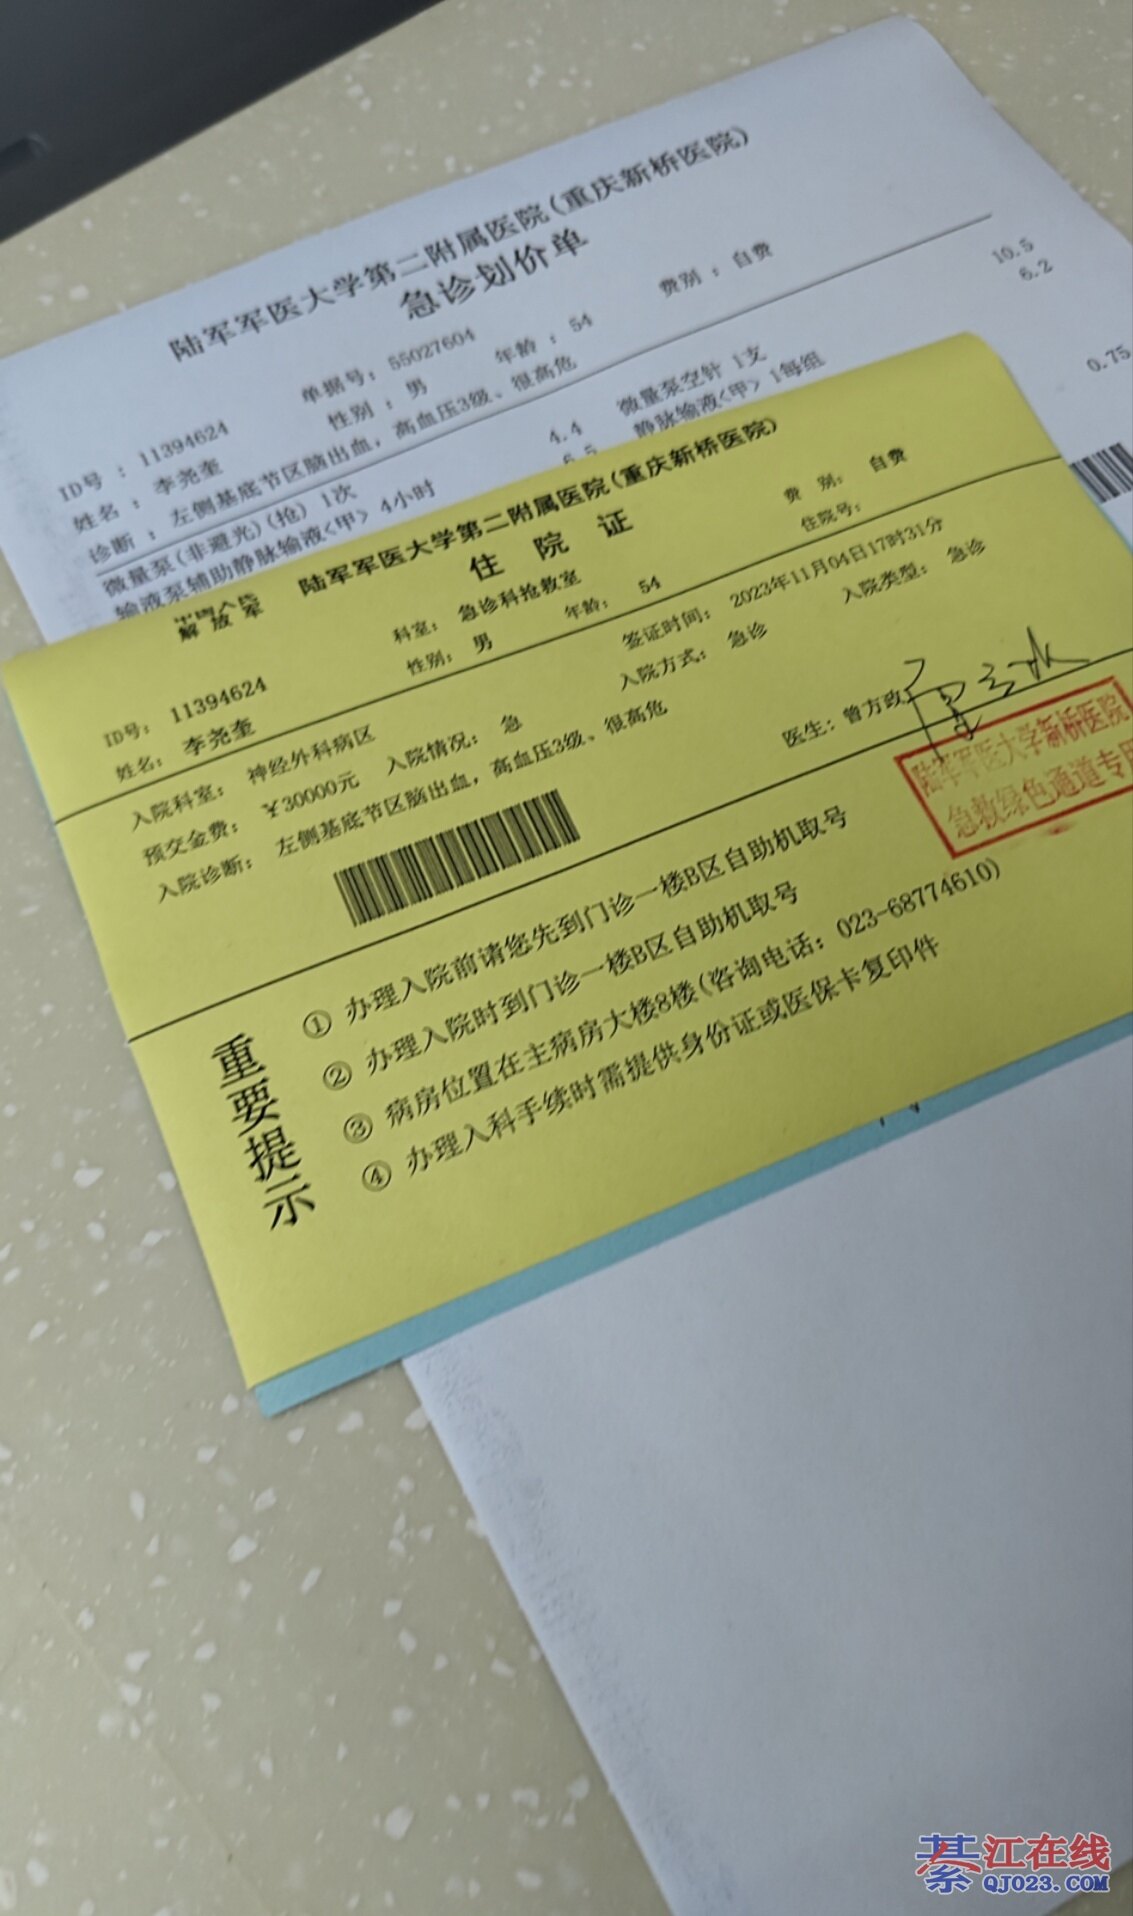 陆军军医大学第二附属医院(重庆新桥医院)
急诊划价单
单据号: 55027604
费别 : 自费
ID号 : 11394624
性别 : 男 年龄 : 54
姓名 : 李尧奎
诊断 : 左侧基底节区脑出血, 高血压3级、很高危
微量泵(非避光)(抢) 1次 4.4 微量泵空针 1支 10.5
输液泵辅助静脉输液<甲> 4小时 6.5 静脉输液<甲> 1每组 6.2
0.75
解放军
陆军军医大学第二附属医院(重庆新桥医院)
住院证
科室: 急诊科抢救室 费 别: 自费
ID号: 11394624 性别: 男 年龄: 54 住院号:
姓名: 李尧奎 签证时间: 2023年11月04日17时31分
入院科室: 神经外科病区 入院方式: 急诊 入院类型: 急诊
预交金费: ¥30000元 入院情况: 急
入院诊断: 左侧基底节区脑出血, 高血压3级、很高危
医生: 曾方政
陆军军医大学新桥医院
急救绿色通道专用
重要提示
① 办理入院前请您先到门诊一楼B区自助机取号
② 办理入院时到门诊一楼B区自助机取号
③ 病房位置在主病房大楼8楼(咨询电话: 023-68774610)
④ 办理入科手续时需提供身份证或医保卡复印件
綦江在线
QJ023.COM